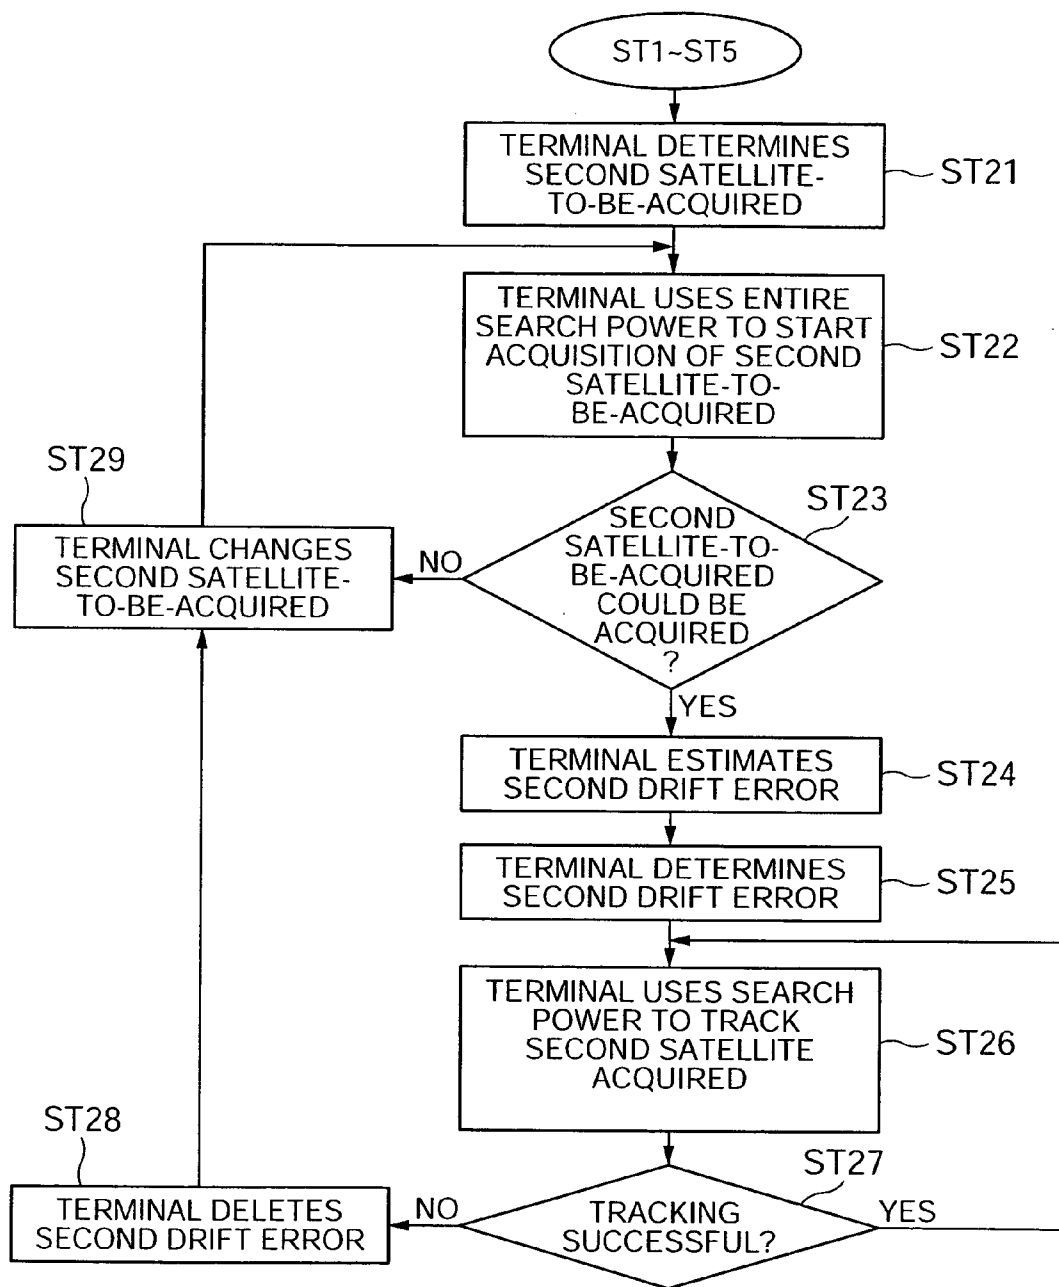 ST1~ST5
TERMINAL DETERMINES
SECOND SATELLITE-
TO-BE-ACQUIRED
ST21
TERMINAL USES ENTIRE
SEARCH POWER TO START
ACQUISITION OF SECOND
SATELLITE-TO-
BE-ACQUIRED
ST22
ST29
TERMINAL CHANGES
SECOND SATELLITE-
TO-BE-ACQUIRED
NO
SECOND
SATELLITE-TO-
BE-ACQUIRED
COULD BE
ACQUIRED
?
ST23
YES
TERMINAL ESTIMATES
SECOND DRIFT ERROR
ST24
TERMINAL DETERMINES
SECOND DRIFT ERROR
ST25
TERMINAL USES SEARCH
POWER TO TRACK
SECOND SATELLITE
ACQUIRED
ST26
ST28
TERMINAL DELETES
SECOND DRIFT ERROR
NO
TRACKING
SUCCESSFUL?
ST27
YES